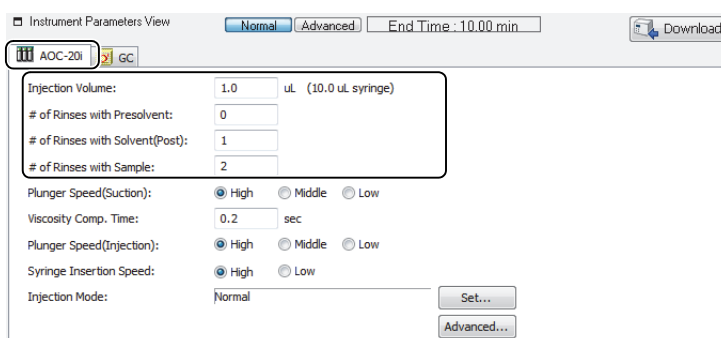 Instrument Parameters View Normal Advanced End Time : 10.00 min Download
AOC-20i GC
Injection Volume: 1.0 uL (10.0 uL syringe)
# of Rinses with Presolvent: 0
# of Rinses with Solvent(Post): 1
# of Rinses with Sample: 2
Plunger Speed(Suction): High Middle Low
Viscosity Comp. Time: 0.2 sec
Plunger Speed(Injection): High Middle Low
Syringe Insertion Speed: High Low
Injection Mode: Normal Set...
Advanced...